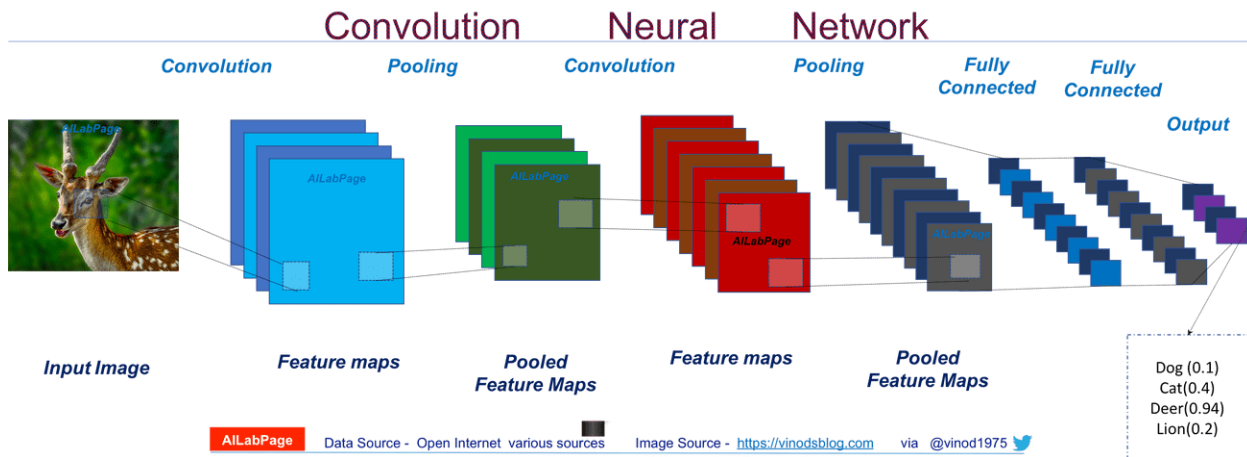 Convolution Neural Network
Convolution Pooling Convolution Pooling Fully Connected Fully Connected Output
AILabPage
AILabPage
AILabPage
AILabPage
AILabPage
Input Image Feature maps Pooled Feature Maps Feature maps Pooled Feature Maps
Dog (0.1)
Cat(0.4)
Deer(0.94)
Lion(0.2)
AILabPage Data Source - Open Internet various sources Image Source - https://vinodsblog.com via @vinod1975